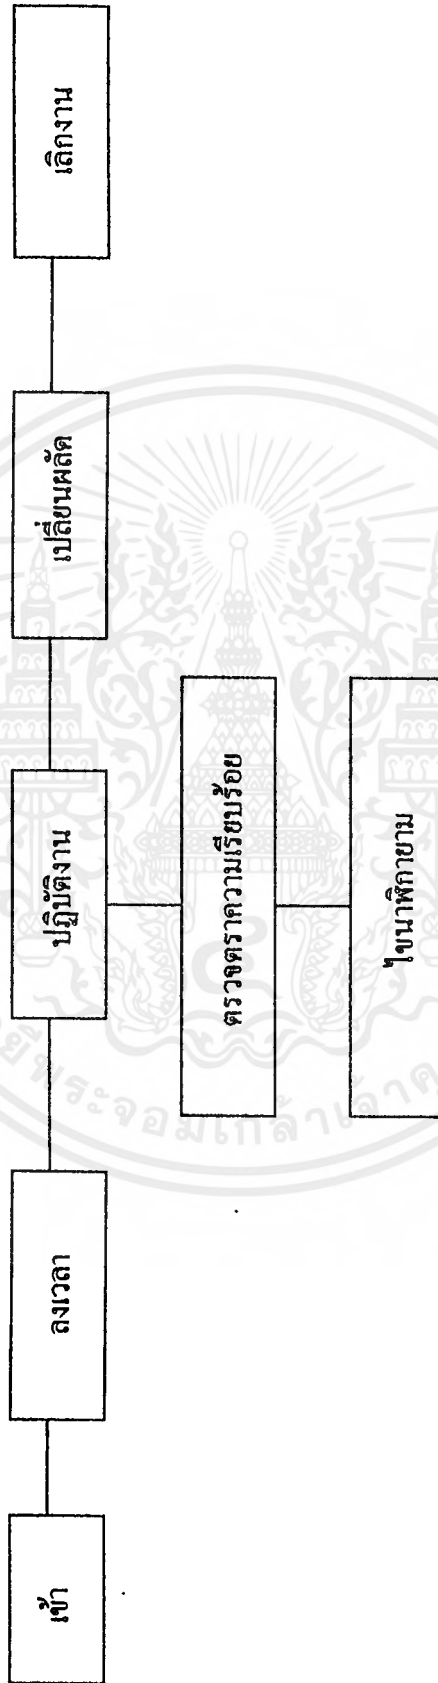 เข้า
ลงเวลา
ปฏิบัติงาน
เปลี่ยนผลัด
เลิกงาน
ตรวจตราความเรียบร้อย
ไขนาฬิกายาม